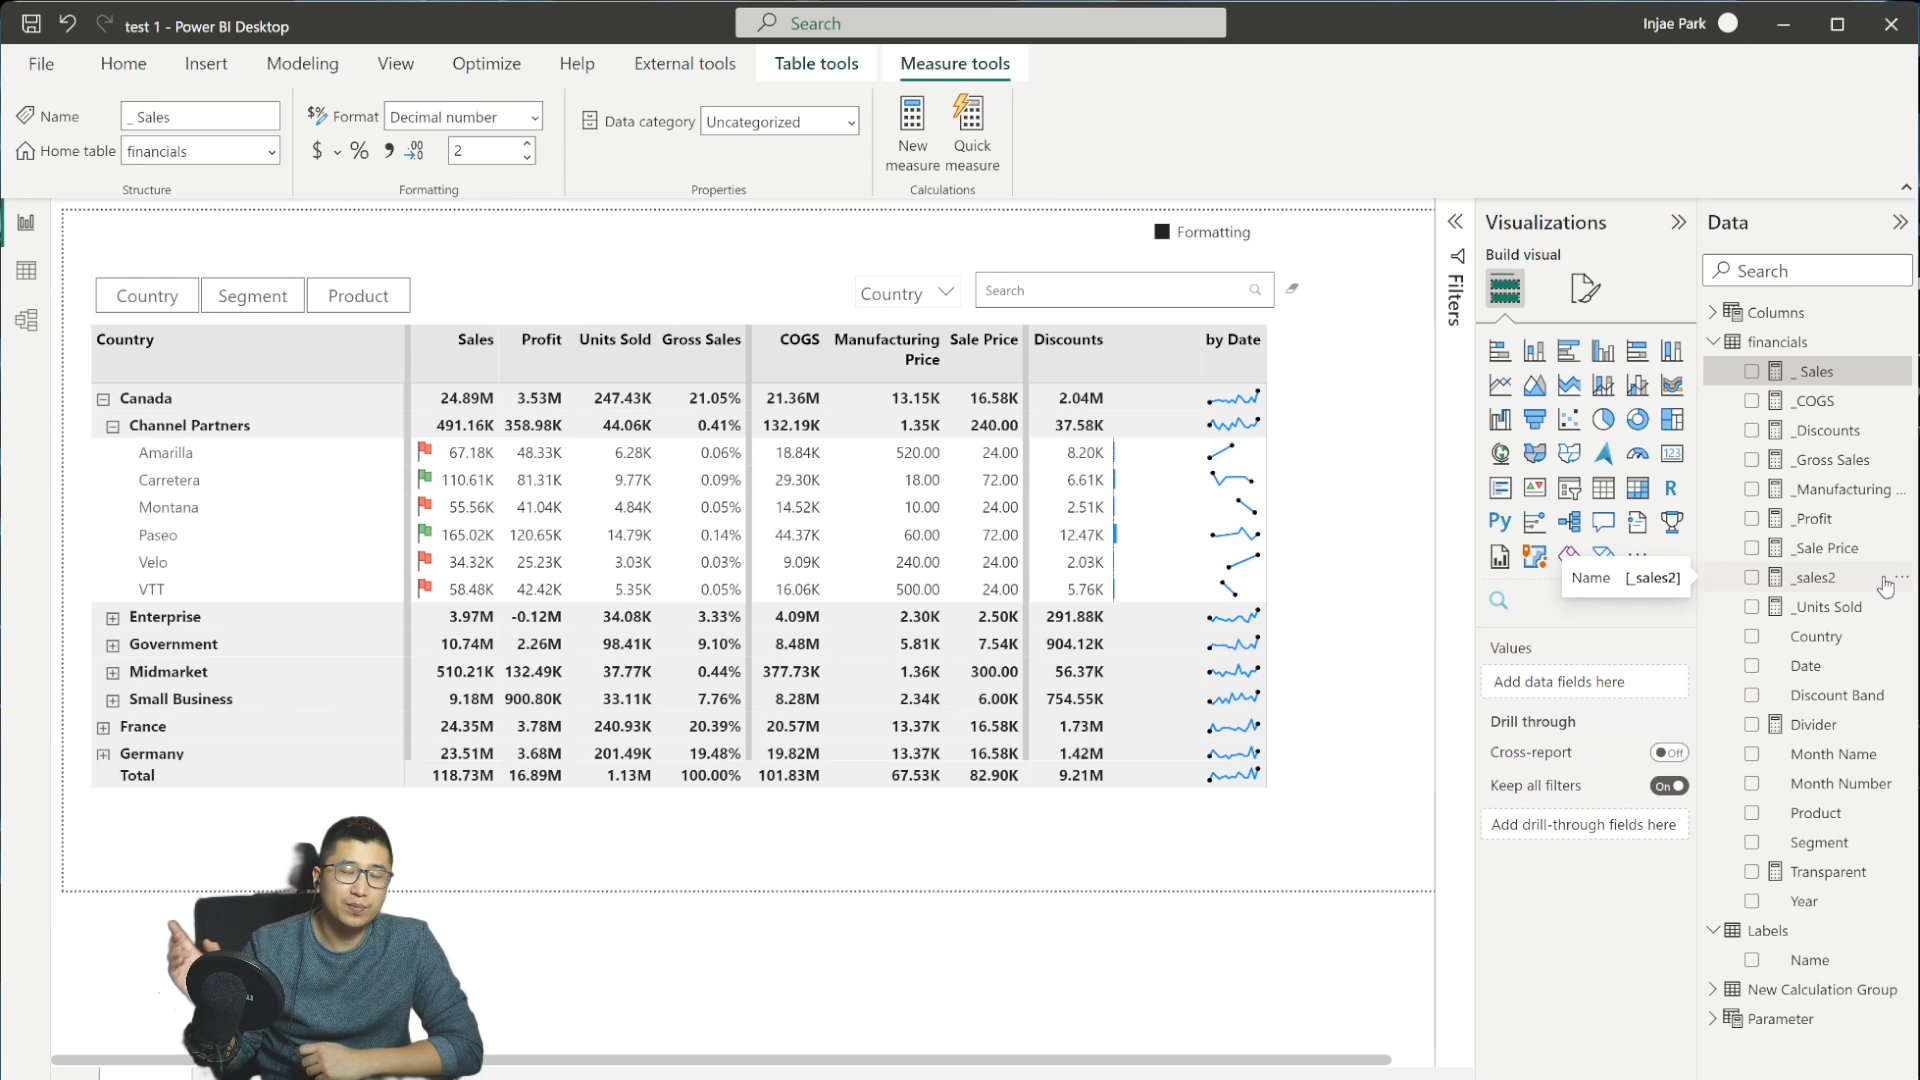 test 1 - Power BI Desktop
Search
Injae Park
File
Home
Insert
Modeling
View
Optimize
Help
External tools
Table tools
Measure tools
Name
_ Sales
Home table
financials
Structure
Format
Decimal number
$
%
,
.00
→.0
2
Formatting
Data category
Uncategorized
Properties
New measure
Quick measure
Calculations
Formatting
Country
Segment
Product
Country
Search
Country Sales Profit Units Sold Gross Sales COGS Manufacturing Price Sale Price Discounts by Date
Canada 24.89M 3.53M 247.43K 21.05% 21.36M 13.15K 16.58K 2.04M
Channel Partners 491.16K 358.98K 44.06K 0.41% 132.19K 1.35K 240.00 37.58K
Amarilla 67.18K 48.33K 6.28K 0.06% 18.84K 520.00 24.00 8.20K
Carretera 110.61K 81.31K 9.77K 0.09% 29.30K 18.00 72.00 6.61K
Montana 55.56K 41.04K 4.84K 0.05% 14.52K 10.00 24.00 2.51K
Paseo 165.02K 120.65K 14.79K 0.14% 44.37K 60.00 72.00 12.47K
Velo 34.32K 25.23K 3.03K 0.03% 9.09K 240.00 24.00 2.03K
VTT 58.48K 42.42K 5.35K 0.05% 16.06K 500.00 24.00 5.76K
Enterprise 3.97M -0.12M 34.08K 3.33% 4.09M 2.30K 2.50K 291.88K
Government 10.74M 2.26M 98.41K 9.10% 8.48M 5.81K 7.54K 904.12K
Midmarket 510.21K 132.49K 37.77K 0.44% 377.73K 1.36K 300.00 56.37K
Small Business 9.18M 900.80K 33.11K 7.76% 8.28M 2.34K 6.00K 754.55K
France 24.35M 3.78M 240.93K 20.39% 20.57M 13.37K 16.58K 1.73M
Germany 23.51M 3.68M 201.49K 19.48% 19.82M 13.37K 16.58K 1.42M
Total 118.73M 16.89M 1.13M 100.00% 101.83M 67.53K 82.90K 9.21M
Filters
Visualizations
Build visual
123
R
Py
Name [_sales2]
Values
Add data fields here
Drill through
Cross-report
Off
Keep all filters
On
Add drill-through fields here
Data
Search
Columns
financials
_ Sales
_COGS
_Discounts
_Gross Sales
_Manufacturing ...
_Profit
_Sale Price
_sales2
_Units Sold
Country
Date
Discount Band
Divider
Month Name
Month Number
Product
Segment
Transparent
Year
Labels
Name
New Calculation Group
Parameter